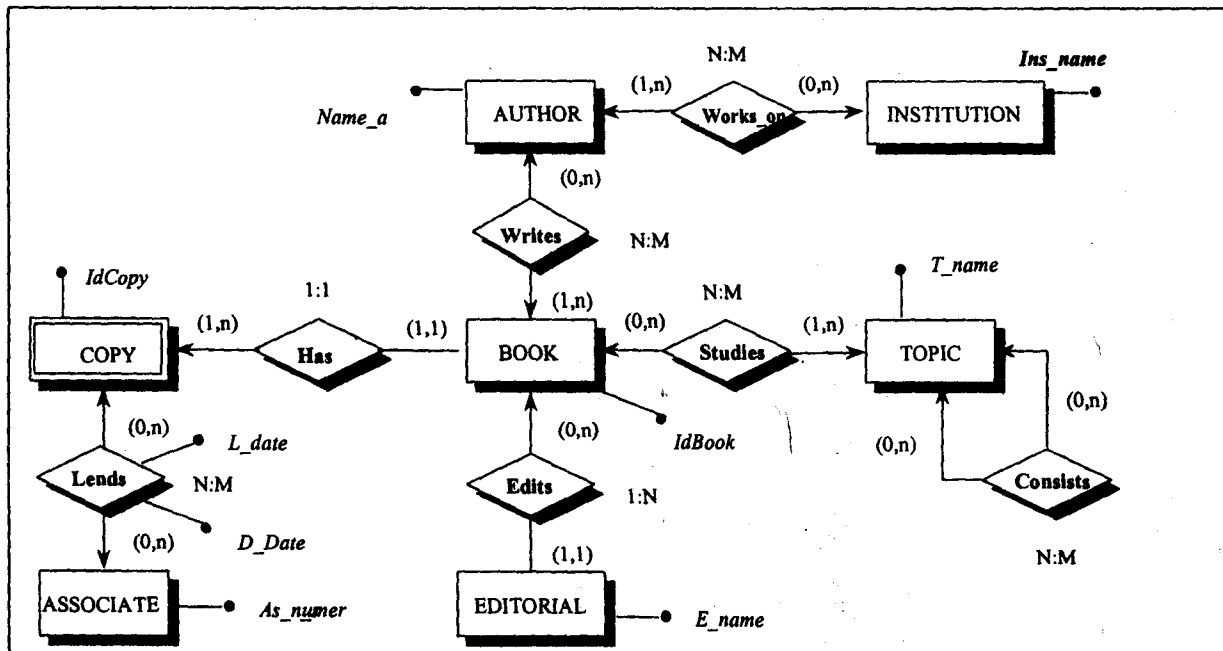 N:M
Ins_name
(1,n)
(0,n)
Name_a
AUTHOR
Works_on
INSTITUTION
(0,n)
Writes
N:M
IdCopy
T_name
1:1
N:M
(1,n)
(1,1)
(1,n)
(0,n)
(1,n)
COPY
Has
BOOK
Studies
TOPIC
(0,n)
L_date
(0,n)
IdBook
(0,n)
(0,n)
Lends
N:M
Edits
1:N
Consists
D_Date
(0,n)
(1,1)
N:M
ASSOCIATE
As_numer
EDITORIAL
E_name